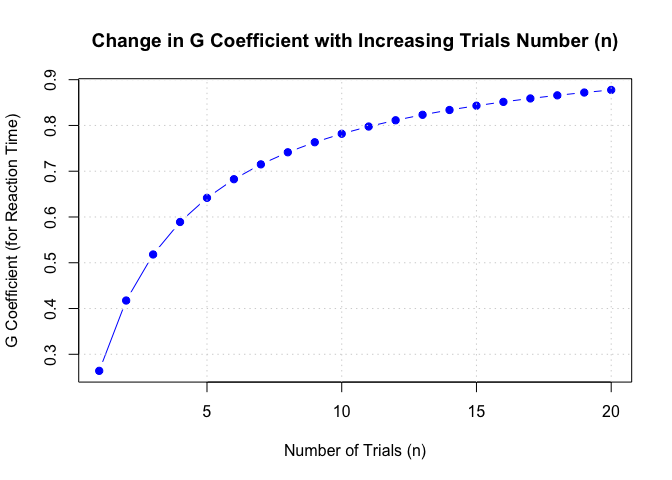 Change in G Coefficient with Increasing Trials Number (n)
G Coefficient (for Reaction Time)
0.9
0.8
0.7
0.6
0.5
0.4
0.3
5 10 15 20
Number of Trials (n)